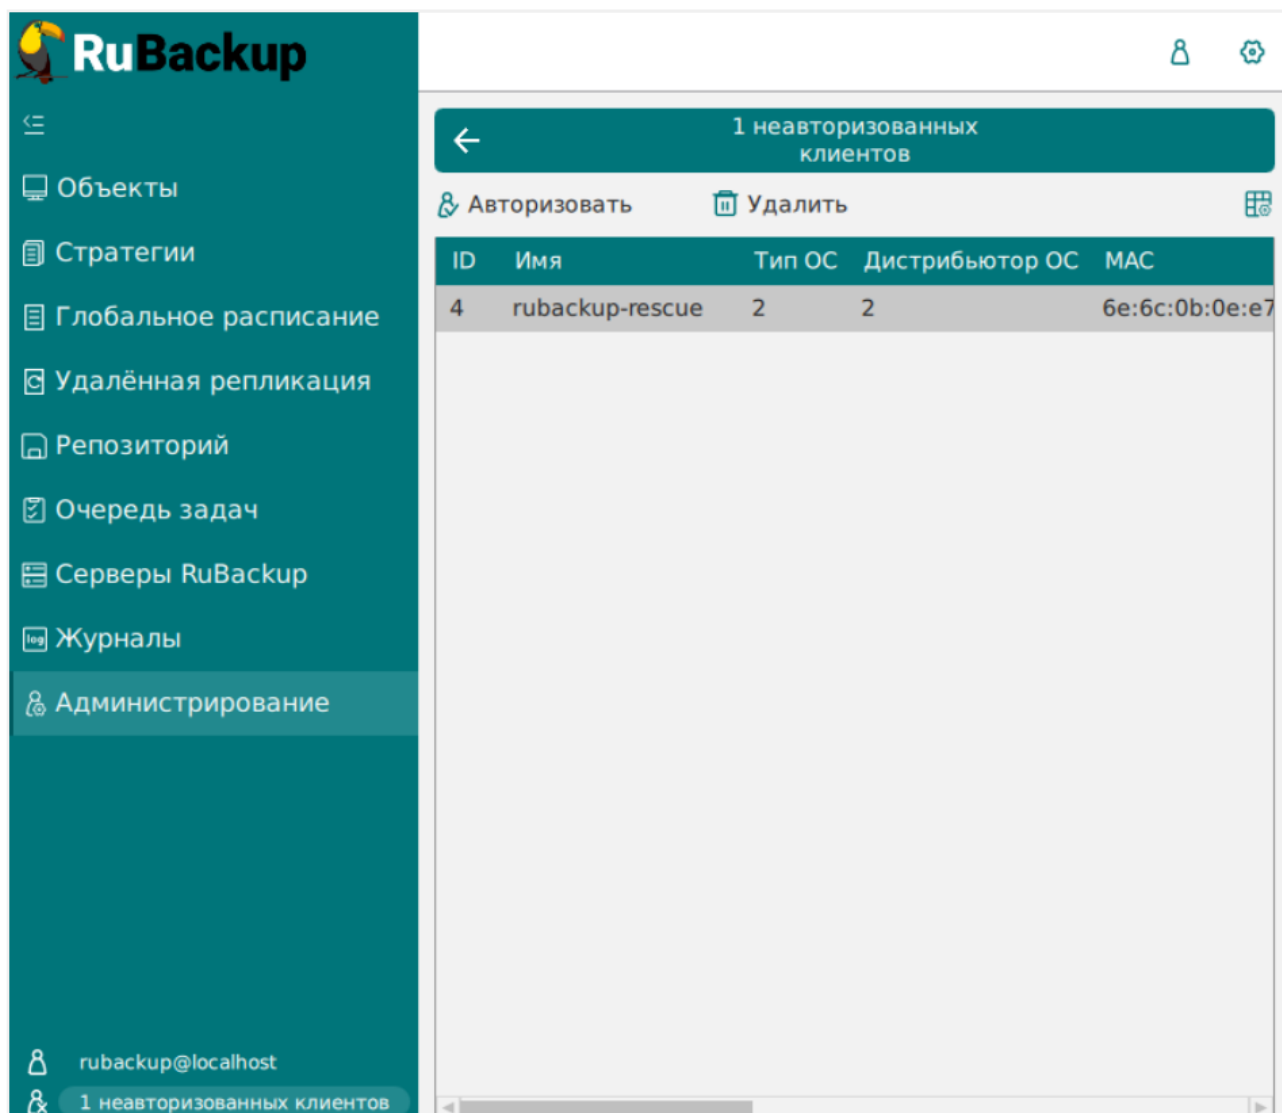 RuBackup
Объекты
Стратегии
Глобальное расписание
Удалённая репликация
Репозиторий
Очередь задач
Серверы RuBackup
log Журналы
Администрирование
rubackup@localhost
1 неавторизованных клиентов
1 неавторизованных
клиентов
Авторизовать Удалить
ID Имя Тип ОС Дистрибьютор ОС MAC
4 rubackup-rescue 2 2 6e:6c:0b:0e:e7